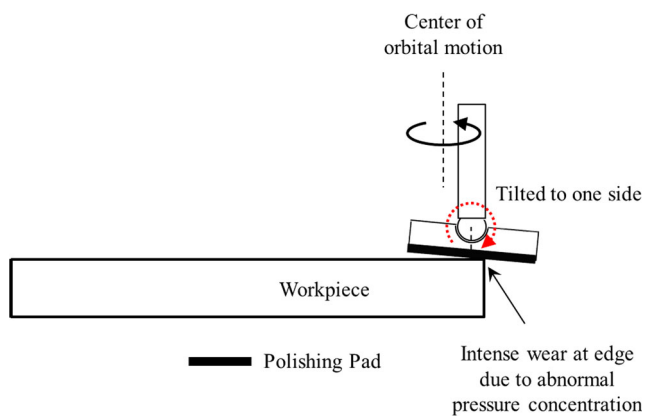 Center of
orbital motion
Tilted to one side
Workpiece
Polishing Pad
Intense wear at edge
due to abnormal
pressure concentration